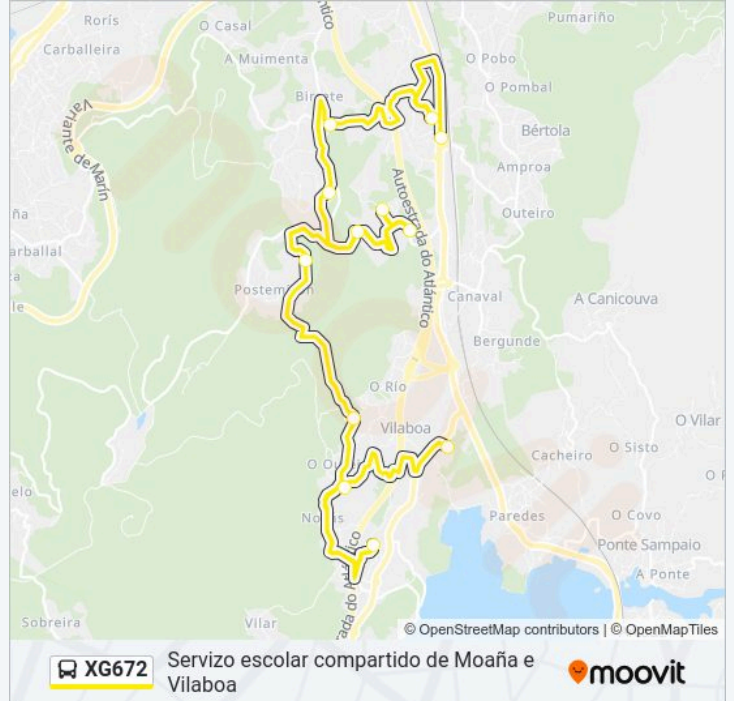 Rorís
O Casal
Pumariño
Carballeira
A Muimenta
O Pobo
O Pombal
Variante de Marín
Bértola
Amproa
Autoestrada do Atlántico
Outeiro
Canaval
A Canicouva
Bergunde
O Río
Vilaboa
O Vilar
Cacheiro
O Sisto
Paredes
O Covo
Ponte Sampaio
A Ponte
Sobreira
Vilar
© OpenStreetMap contributors | © OpenMapTiles
XG672
Servizo escolar compartido de Moaña e
Vilaboa
moovit